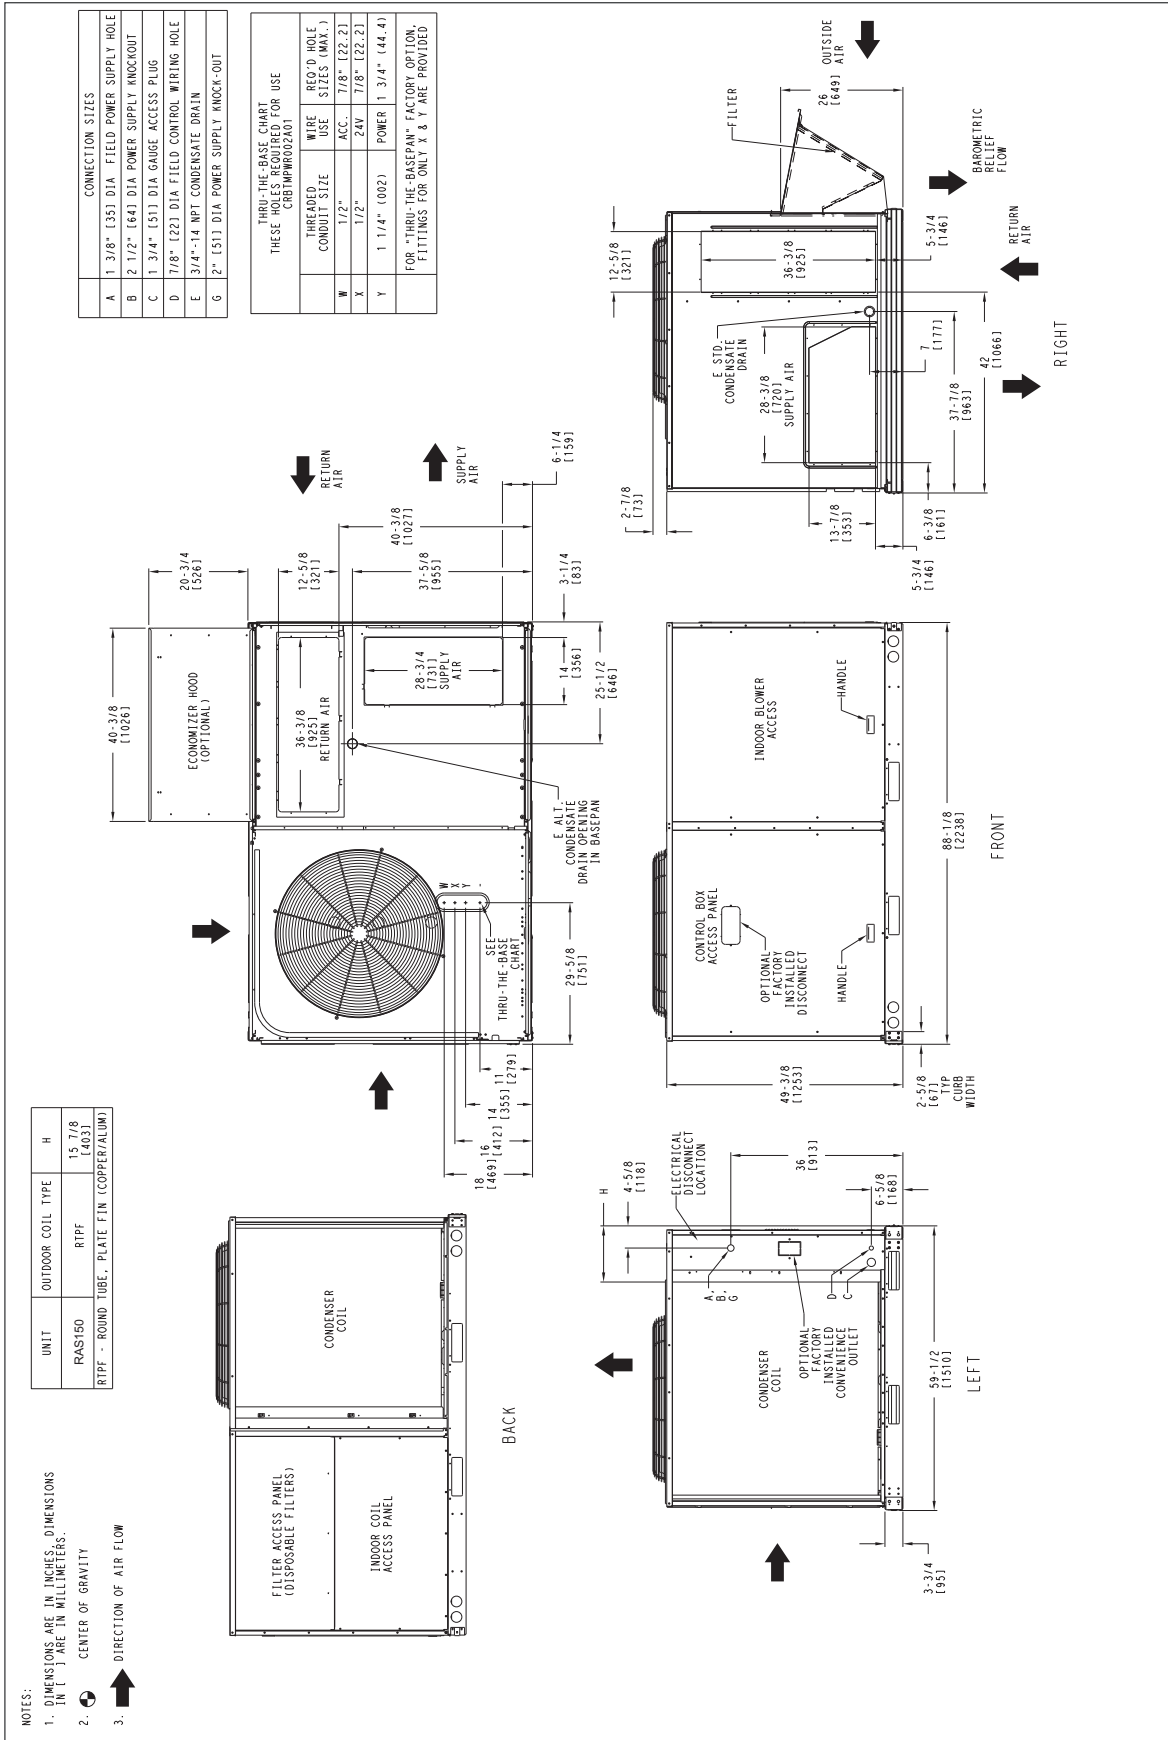 NOTES:
1. DIMENSIONS ARE IN INCHES, DIMENSIONS
IN [ ] ARE IN MILLIMETERS.
2. CENTER OF GRAVITY
3. DIRECTION OF AIR FLOW
UNIT OUTDOOR COIL TYPE H
RAS150 RTPF 15 7/8
[403]
RTPF - ROUND TUBE, PLATE FIN (COPPER/ALUM)
CONNECTION SIZES
A 1 3/8" [35] DIA FIELD POWER SUPPLY HOLE
B 2 1/2" [64] DIA POWER SUPPLY KNOCKOUT
C 1 3/4" [51] DIA GAUGE ACCESS PLUG
D 7/8" [22] DIA FIELD CONTROL WIRING HOLE
E 3/4"-14 NPT CONDENSATE DRAIN
G 2" [51] DIA POWER SUPPLY KNOCK-OUT
THRU-THE-BASE CHART
THESE HOLES REQUIRED FOR USE
CRBTMPWR002A01
THREADED CONDUIT SIZE
WIRE USE
REQ'D HOLE SIZES (MAX.)
W 1/2" ACC. 7/8" [22.2]
X 1/2" 24V 7/8" [22.2]
Y 1 1/4" (002) POWER 1 3/4" (44.4)
FOR "THRU-THE-BASEPAN" FACTORY OPTION,
FITTINGS FOR ONLY X & Y ARE PROVIDED
FILTER ACCESS PANEL
(DISPOSABLE FILTERS)
INDOOR COIL
ACCESS PANEL
CONDENSER
COIL
BACK
40-3/8
[1026]
20-3/4
[526]
ECONOMIZER HOOD
(OPTIONAL)
12-5/8
[321]
RETURN
AIR
36-3/8
[925]
RETURN AIR
40-3/8
[1027]
37-5/8
[955]
SUPPLY
AIR
6-1/4
[159]
28-3/4
[731]
SUPPLY
AIR
3-1/4
[83]
14
[356]
25-1/2
[646]
E ALT.
CONDENSATE
DRAIN OPENING
IN BASEPAN
W
X
Y
-
SEE
THRU-THE-BASE
CHART
29-5/8
[751]
18
[469]
16
[412]
14
[355]
11
[279]
H
4-5/8
[118]
ELECTRICAL
DISCONNECT
LOCATION
36
[913]
6-5/8
[168]
A,
B,
G
D
C
CONDENSER
COIL
OPTIONAL
FACTORY
INSTALLED
CONVENIENCE
OUTLET
59-1/2
[1510]
3-3/4
[95]
LEFT
CONTROL BOX
ACCESS PANEL
OPTIONAL
FACTORY
INSTALLED
DISCONNECT
HANDLE
INDOOR BLOWER
ACCESS
HANDLE
49-3/8
[1253]
2-5/8
[67]
TYP
CURB
WIDTH
88-1/8
[2238]
FRONT
2-7/8
[73]
12-5/8
[321]
FILTER
26
[649]
OUTSIDE
AIR
36-3/8
[925]
BAROMETRIC
RELIEF
FLOW
5-3/4
[146]
RETURN
AIR
E STD.
CONDENSATE
DRAIN
28-3/8
[720]
SUPPLY AIR
7
[177]
42
[1066]
37-7/8
[963]
13-7/8
[353]
6-3/8
[161]
5-3/4
[146]
RIGHT